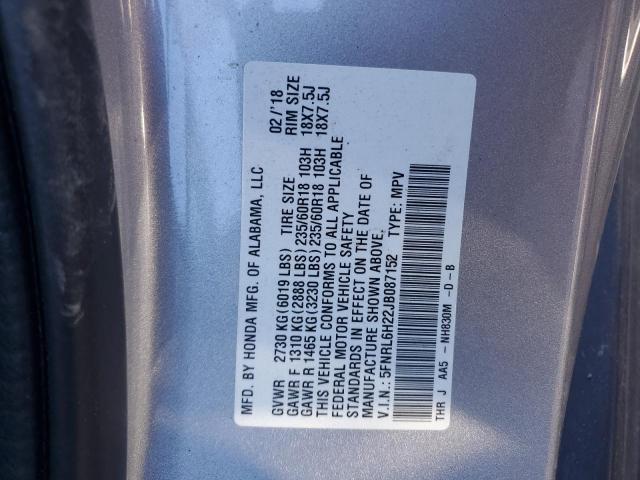 MFD. BY HONDA MFG. OF ALABAMA, LLC 02/'18
GVWR 2730 KG(6019 LBS) TIRE SIZE RIM SIZE
GAWR F 1310 KG(2888 LBS)235/60R18 103H 18X7.5J
GAWR R 1465 KG(3230 LBS)235/60R18 103H 18X7.5J
THIS VEHICLE CONFORMS TO ALL APPLICABLE
FEDERAL MOTOR VEHICLE SAFETY
STANDARDS IN EFFECT ON THE DATE OF
MANUFACTURE SHOWN ABOVE.
V.I.N.: 5FNRL6H22JB087152 TYPE: MPV
THR J AA5 - NH830M -D-B